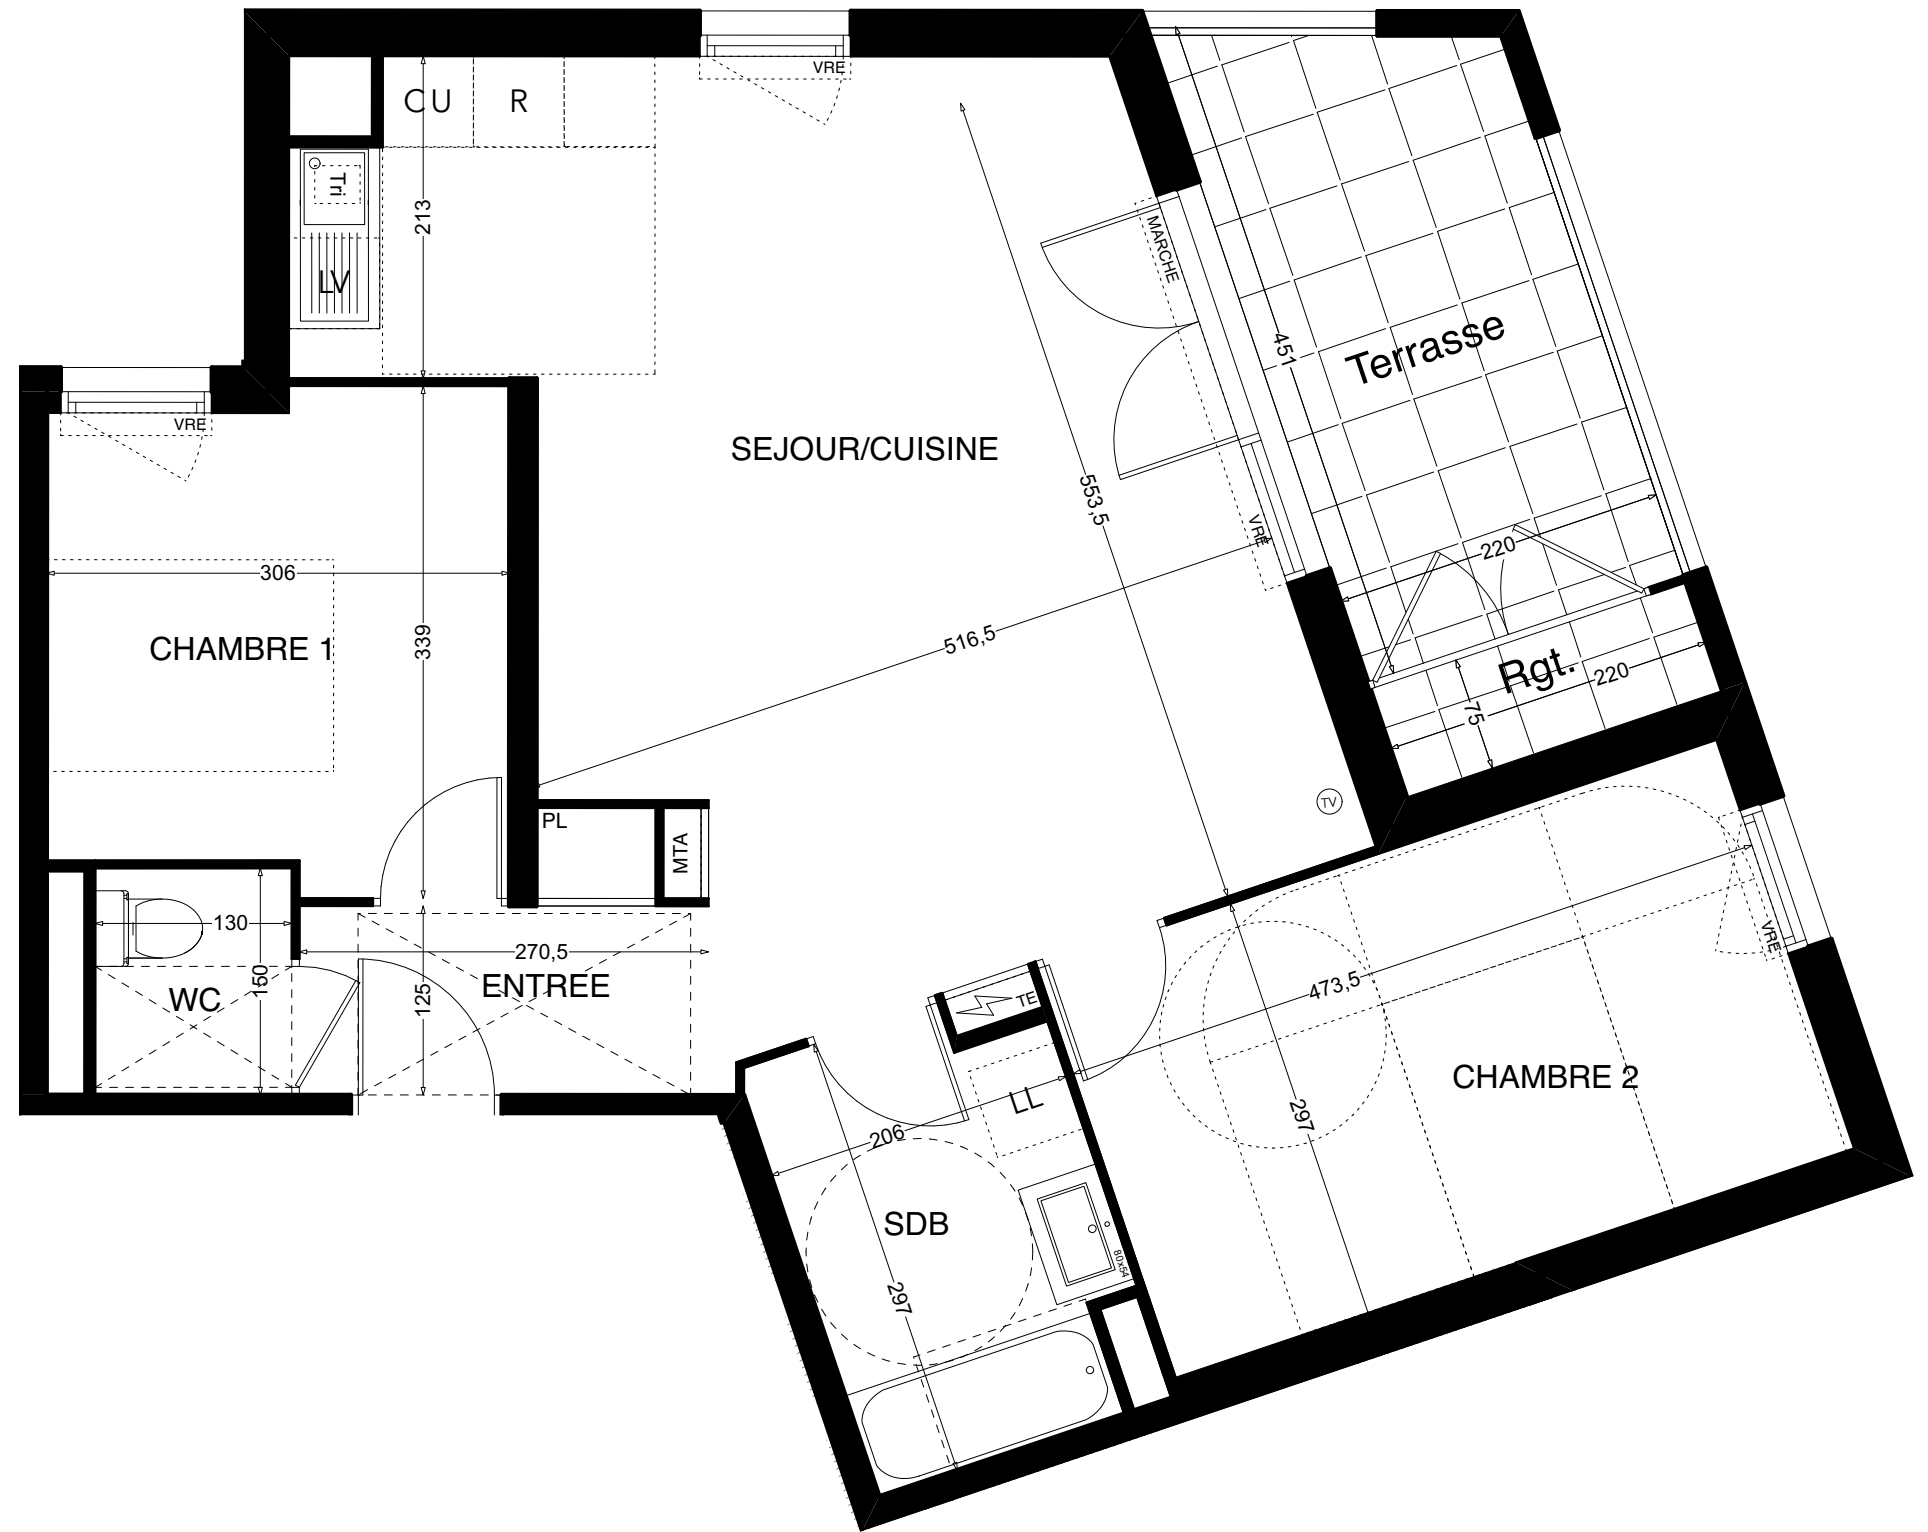 VRE
CU
R
Tri
213
LV
MARCHE
451
Terrasse
VRE
SEJOUR/CUISINE
553,5
VRE
220
306
CHAMBRE 1
339
516,5
Rgt.
220
75
TV
PL
MTA
130
270,5
150
WC
125
ENTREE
TE
473,5
VRE
LL
206
CHAMBRE 2
297
SDB
80x54
297